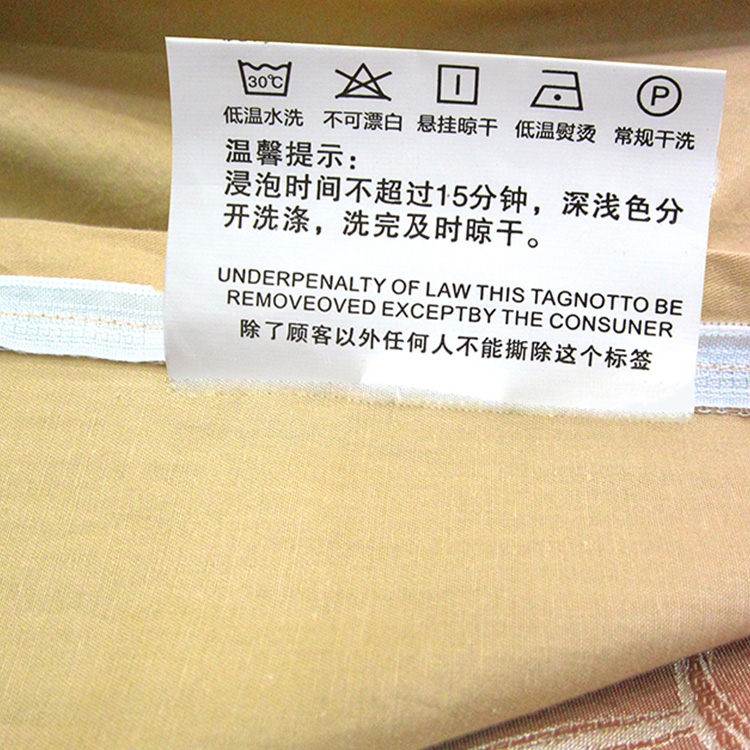 30℃ P
低温水洗 不可漂白 悬挂晾干 低温熨烫 常规干洗
温馨提示：
浸泡时间不超过15分钟，深浅色分
开洗涤，洗完及时晾干。
UNDERPENALTY OF LAW THIS TAGNOTTO BE
REMOVEOVED EXCEPTBY THE CONSUNER
除了顾客以外任何人不能撕除这个标签